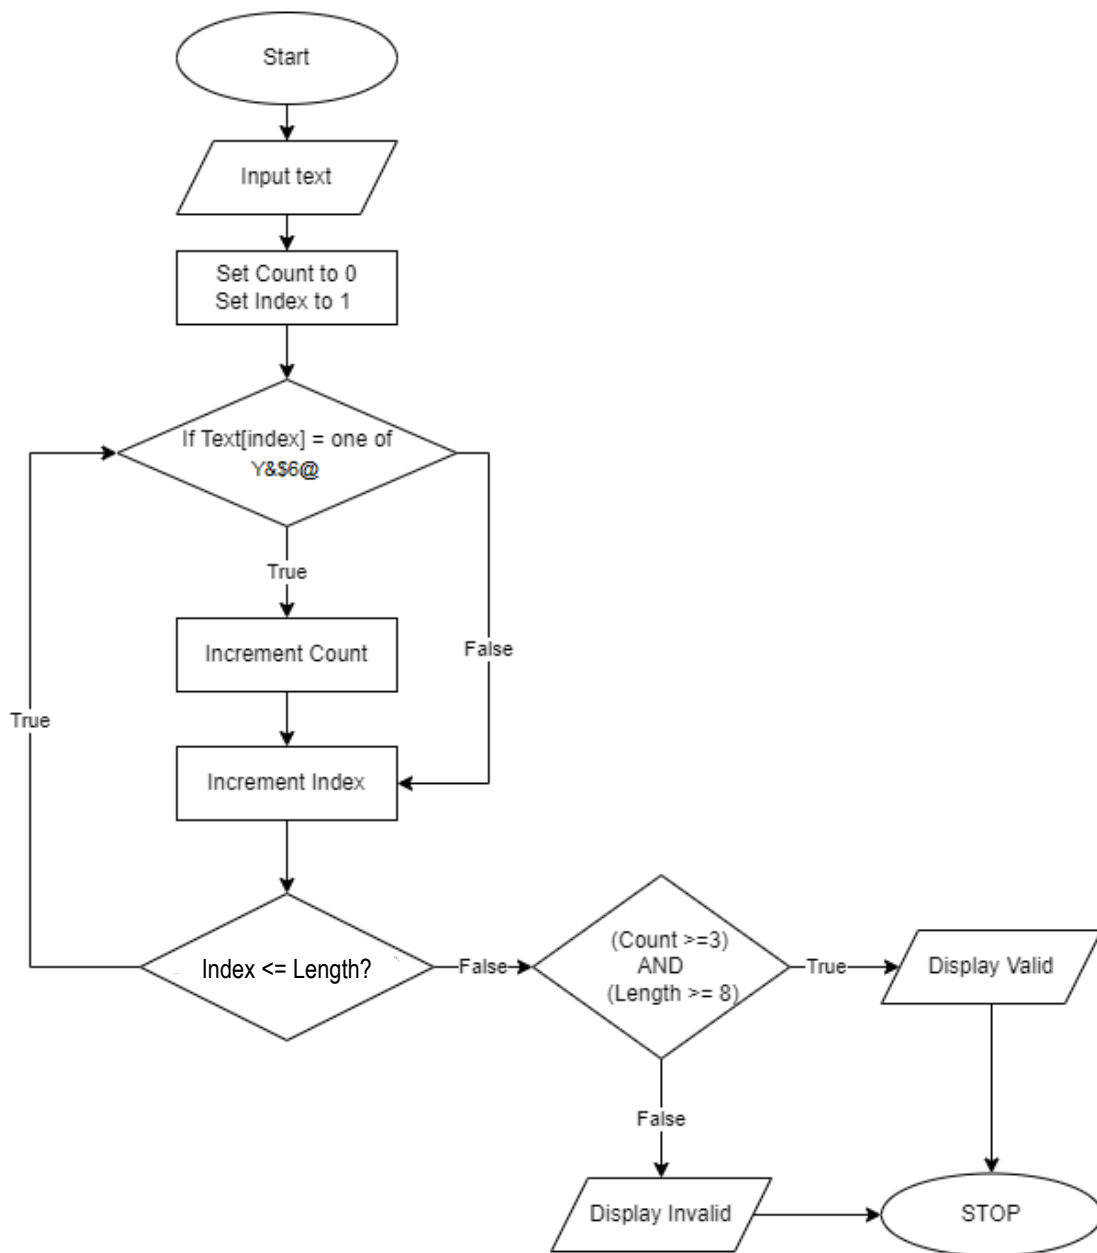 Start
Input text
Set Count to 0
Set Index to 1
If Text[index] = one of
Y&$6@
True
Increment Count
False
True
Increment Index
Index <= Length?
False
(Count >=3)
AND
(Length >= 8)
True
Display Valid
False
Display Invalid
STOP